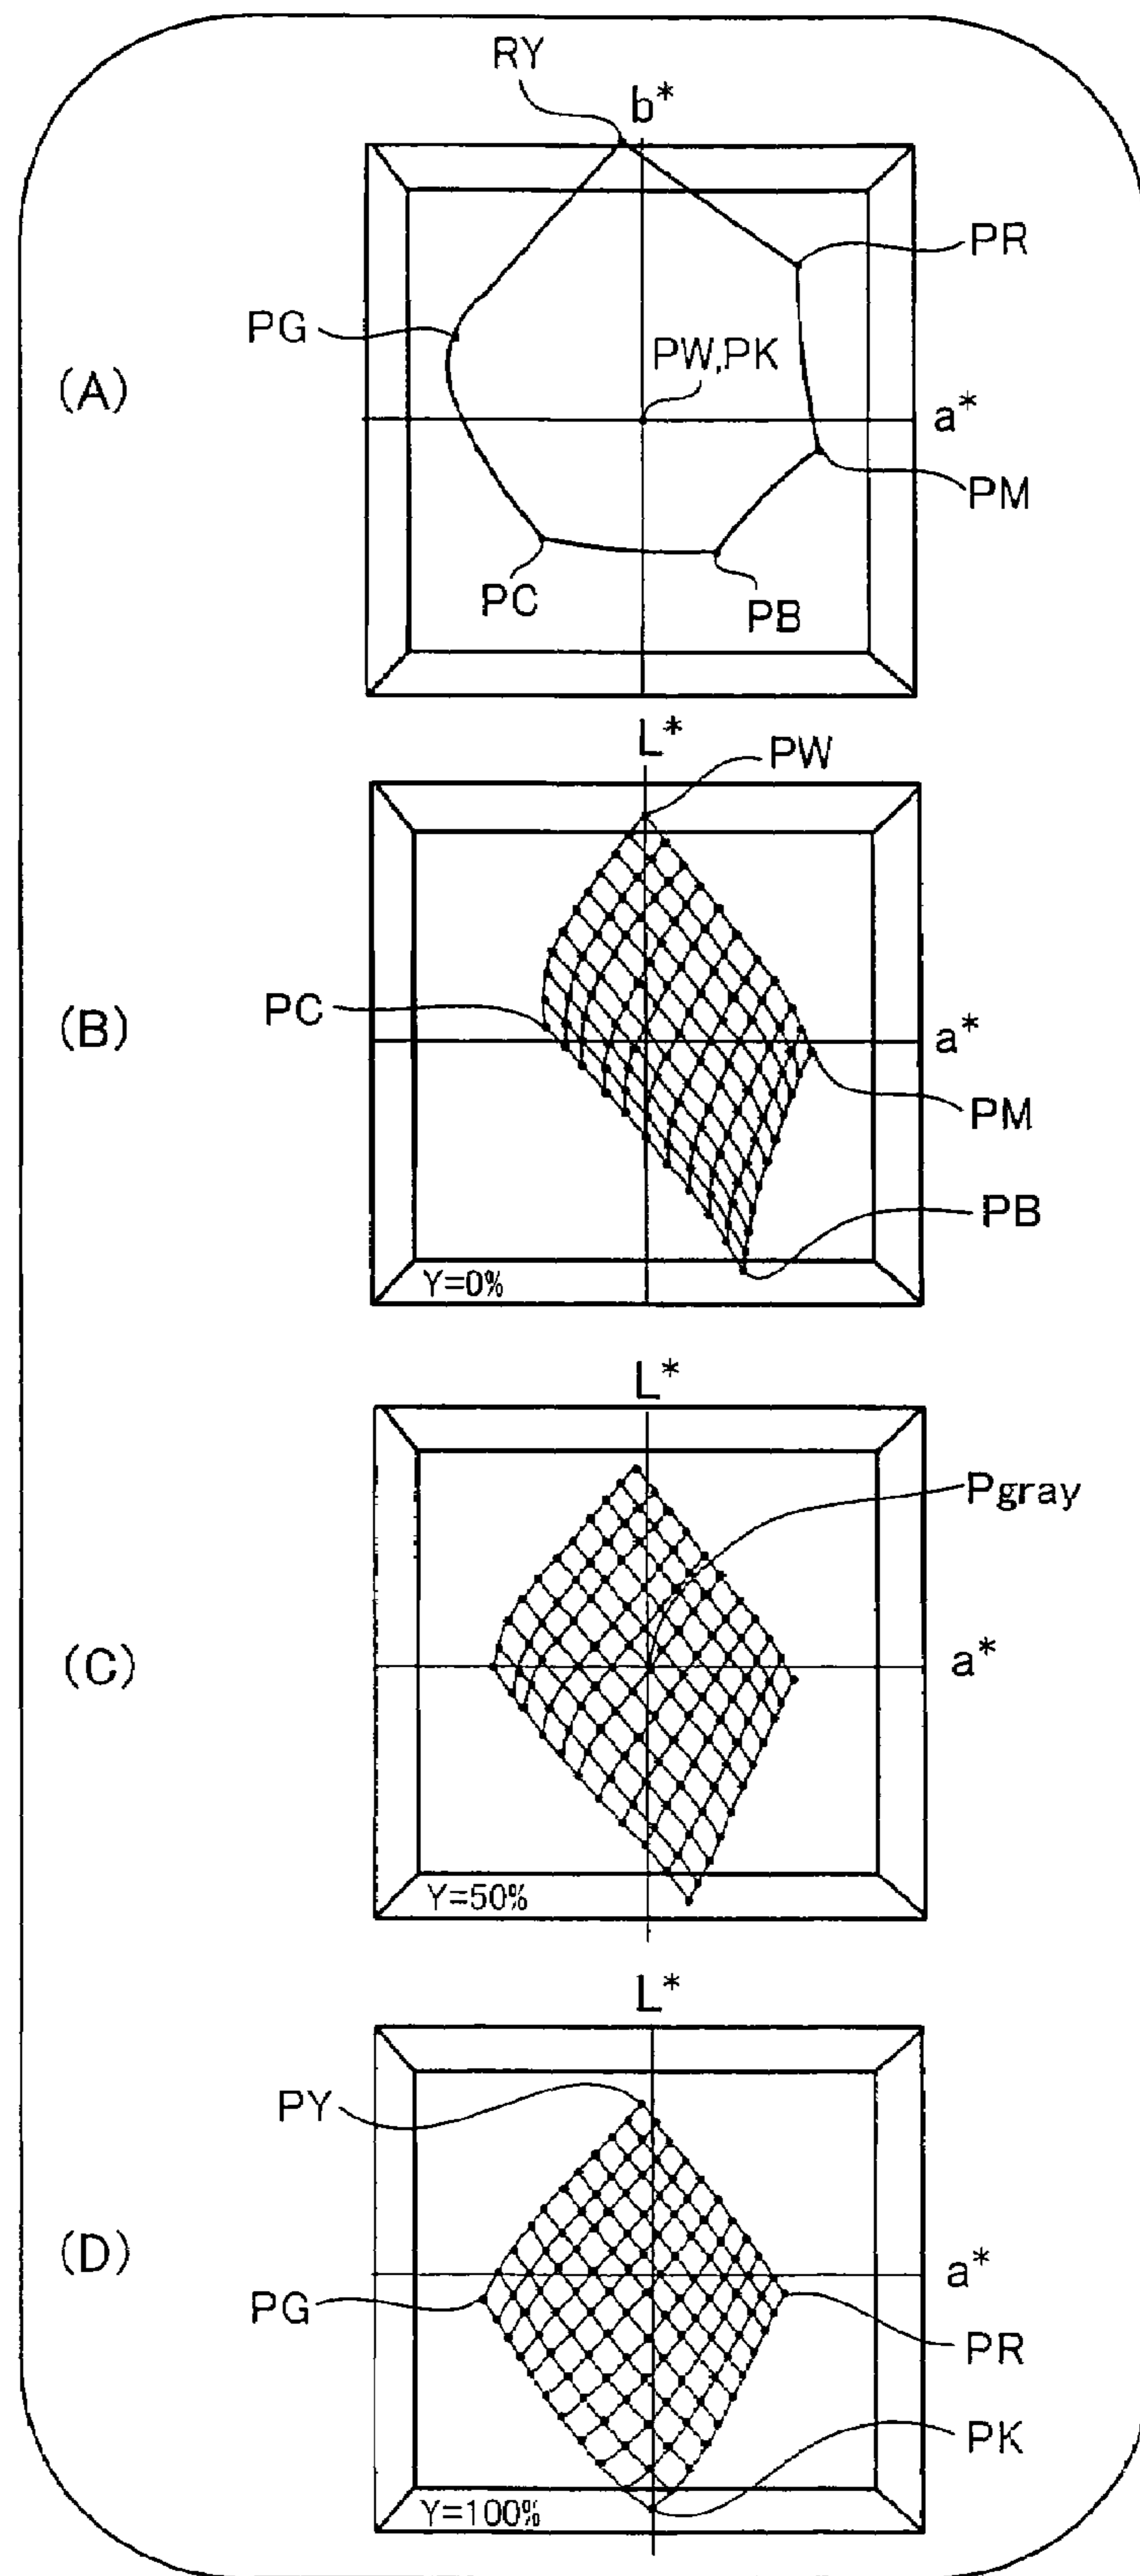 RY
b*
PR
PG
PW,PK
(A)
a*
PM
PC
PB
L*
PW
PC
(B)
a*
PM
PB
Y=0%
L*
Pgray
(C)
a*
Y=50%
L*
PY
(D)
a*
PG
PR
PK
Y=100%